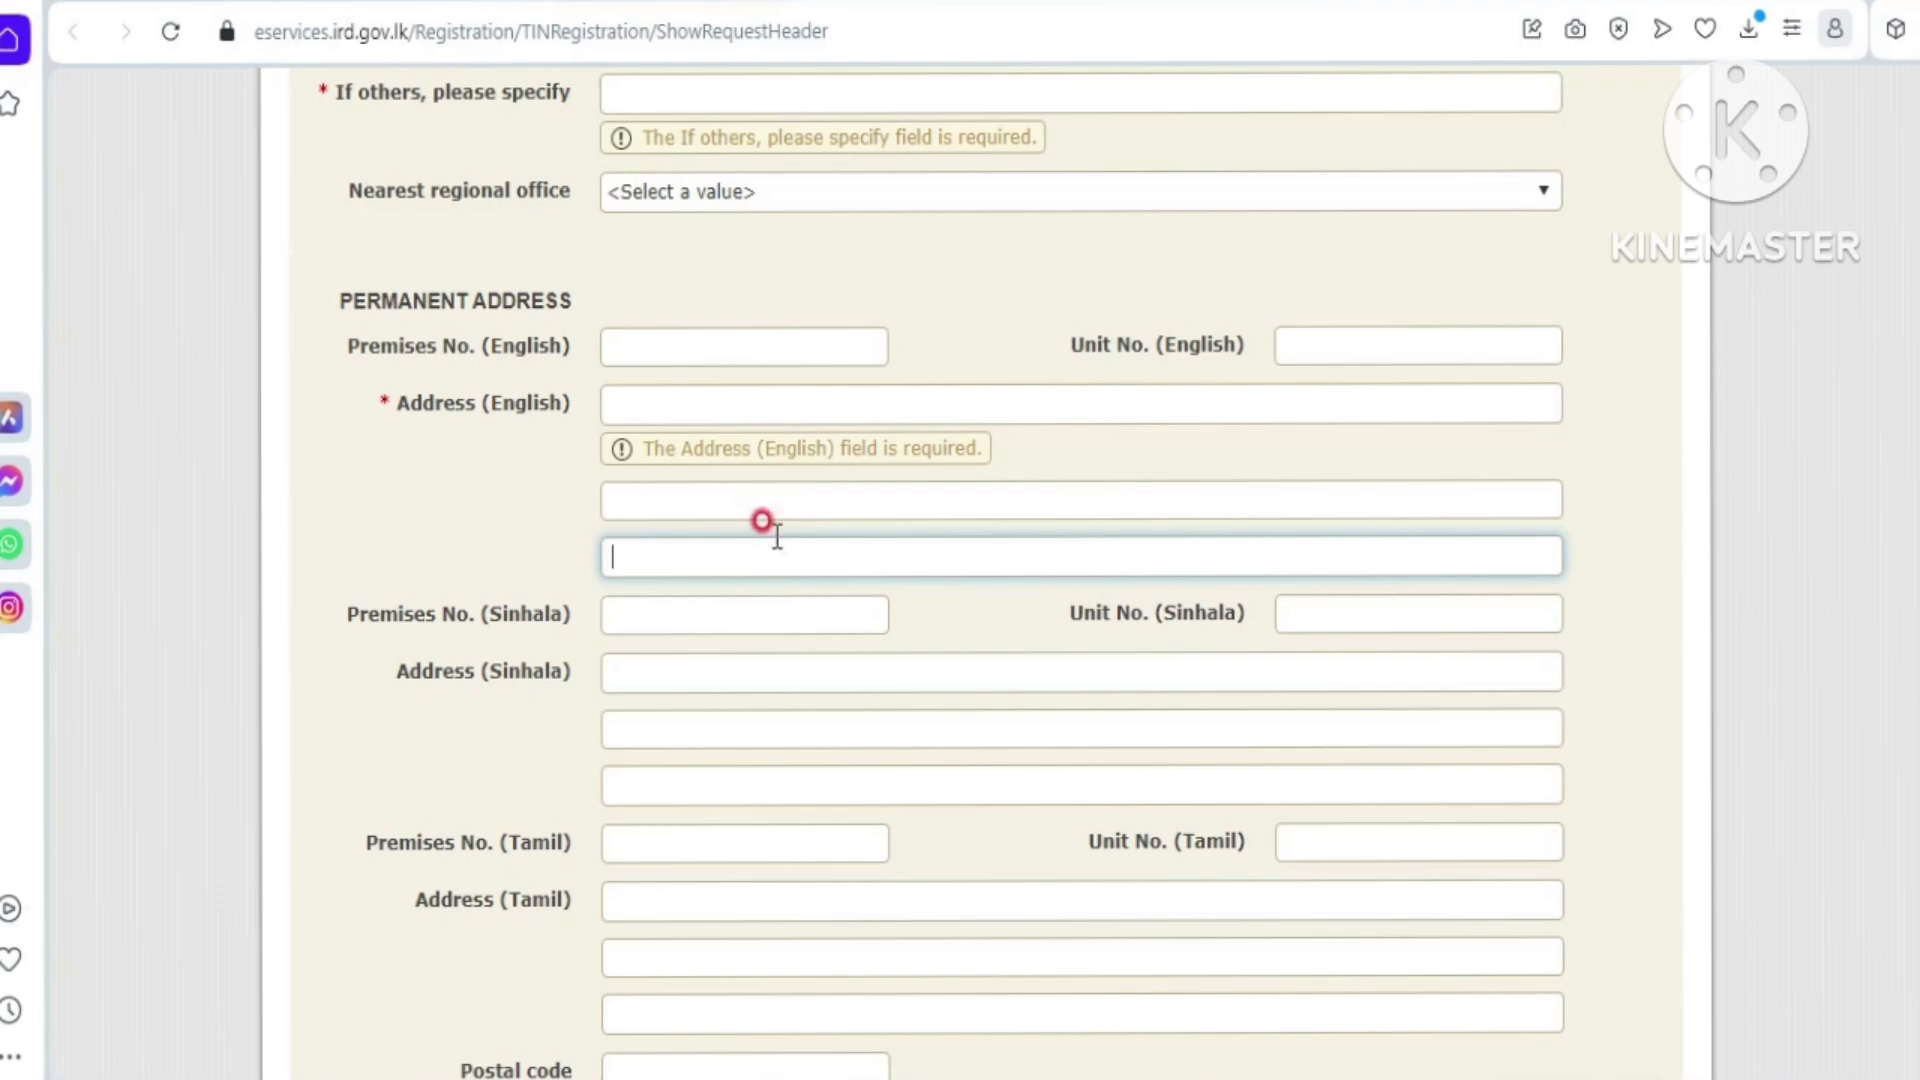 eservices.ird.gov.lk/Registration/TINRegistration/ShowRequestHeader
* If others, please specify
The If others, please specify field is required.
Nearest regional office <Select a value>
K
KINEMASTER
PERMANENT ADDRESS
Premises No. (English) Unit No. (English)
* Address (English)
The Address (English) field is required.
Premises No. (Sinhala) Unit No. (Sinhala)
Address (Sinhala)
Premises No. (Tamil) Unit No. (Tamil)
Address (Tamil)
Postal code